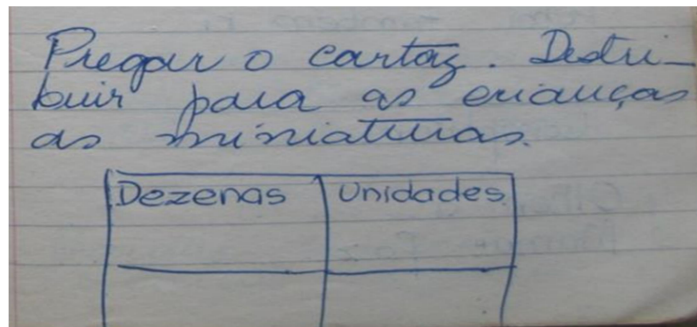 Pregar o cartaz. Distri-
buir para as crianças
as miniaturas.
Dezenas Unidades